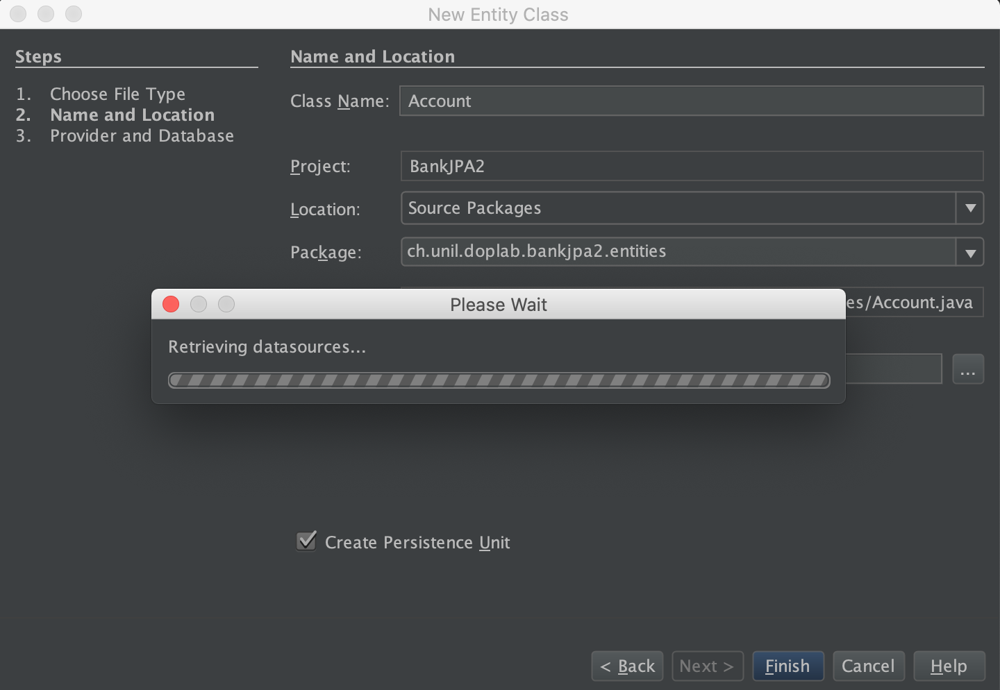 New Entity Class
Steps
1. Choose File Type
2. Name and Location
3. Provider and Database
Name and Location
Class Name: Account
Project: BankJPA2
Location: Source Packages
Package: ch.unil.doplab.bankjpa2.entities
es/Account.java
...
Please Wait
Retrieving datasources...
Create Persistence Unit
< Back Next > Finish Cancel Help